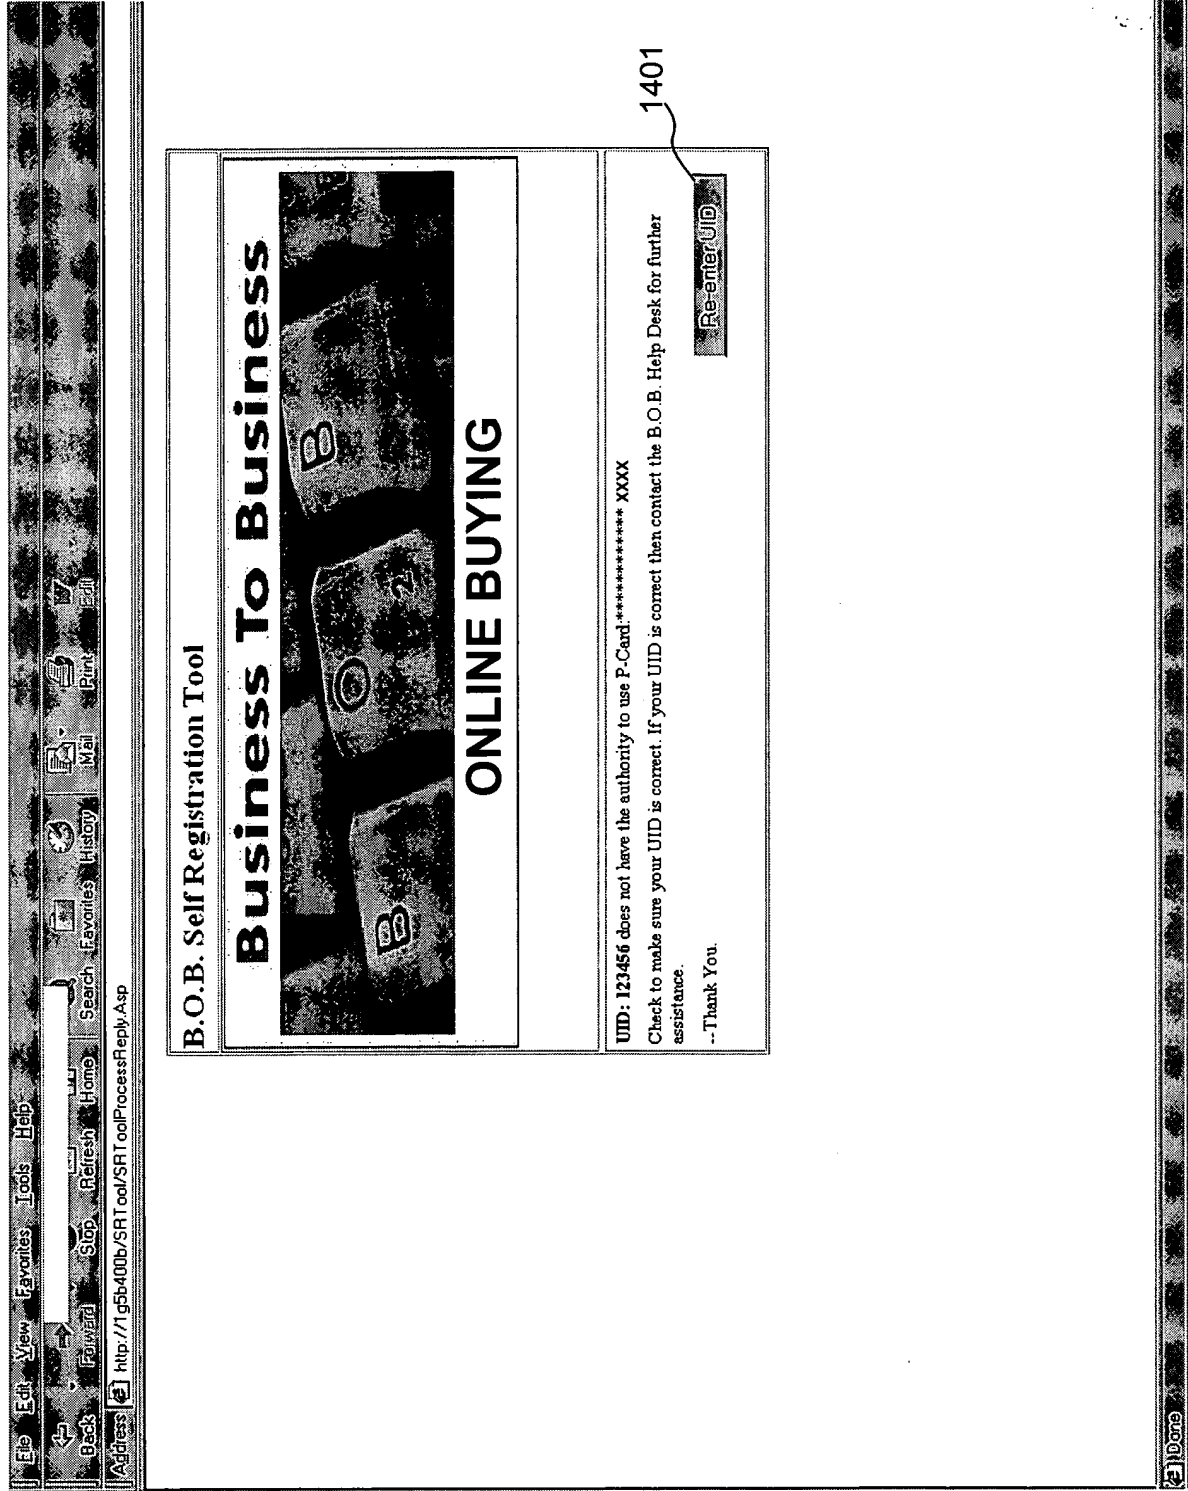 File Edit View Favorites Tools Help
Back Forward Stop Refresh Home Search Favorites History Mail Print Edit
Address http://1g5b400b/SRTool/SRToolProcessReply.Asp
B.O.B. Self Registration Tool
Business To Business
B O 2 B
ONLINE BUYING
UID: 123456 does not have the authority to use P-Card:************ XXXX
Check to make sure your UID is correct. If your UID is correct then contact the B.O.B. Help Desk for further
assistance.
--Thank You.
Re-enter UID
1401
Done